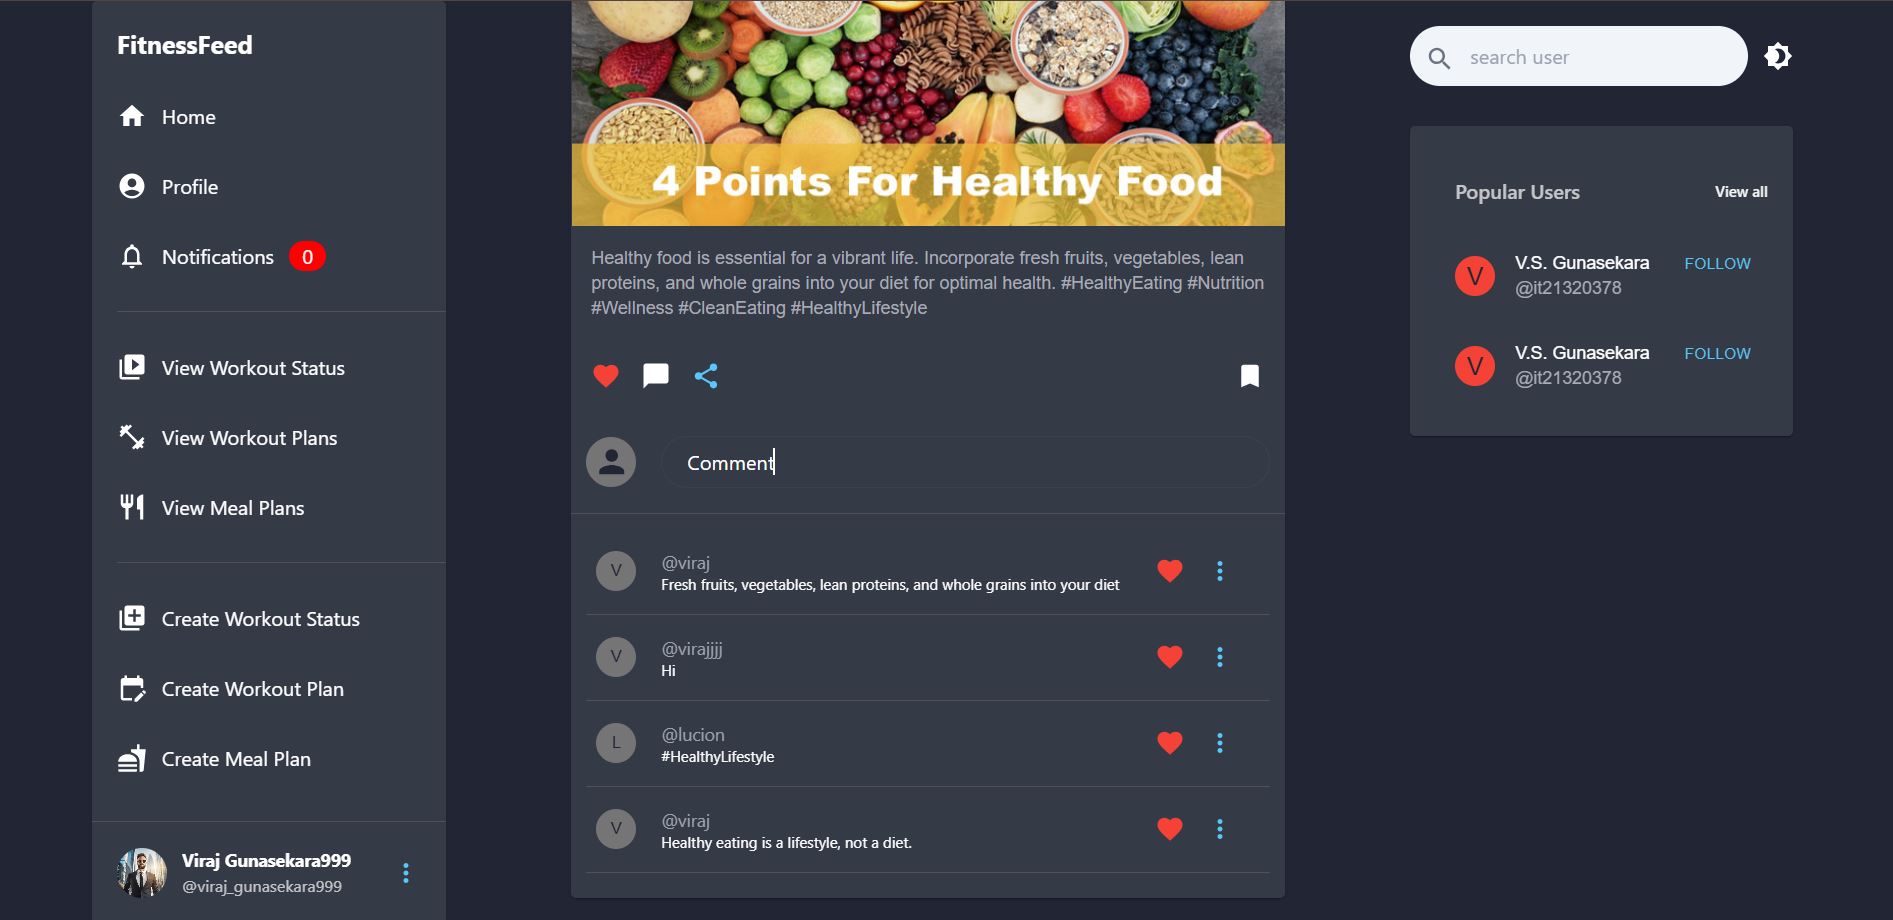 FitnessFeed
Home
Profile
Notifications 0
View Workout Status
View Workout Plans
View Meal Plans
Create Workout Status
Create Workout Plan
Create Meal Plan
Viraj Gunasekara999
@viraj_gunasekara999
4 Points For Healthy Food
Healthy food is essential for a vibrant life. Incorporate fresh fruits, vegetables, lean
proteins, and whole grains into your diet for optimal health. #HealthyEating #Nutrition
#Wellness #CleanEating #HealthyLifestyle
Comment
V
@viraj
Fresh fruits, vegetables, lean proteins, and whole grains into your diet
V
@virajjjj
Hi
L
@lucion
#HealthyLifestyle
V
@viraj
Healthy eating is a lifestyle, not a diet.
search user
Popular Users View all
V
V.S. Gunasekara FOLLOW
@it21320378
V
V.S. Gunasekara FOLLOW
@it21320378